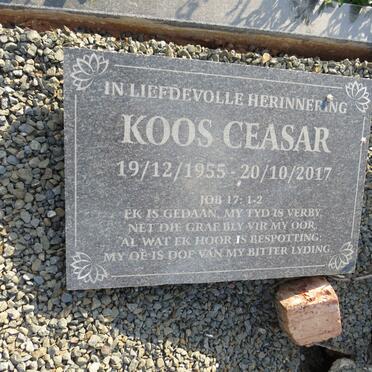 IN LIEFDEVOLLE HERINNERING
KOOS CEASAR
19/12/1955 - 20/10/2017
JOB 17: 1-2
EK IS GEDAAN, MY TYD IS VERBY,
NET DIE GRAF BLY VIR MY OOR,
AL WAT EK HOOR IS BESPOTTING;
MY OË IS DOF VAN MY BITTER LYDING.